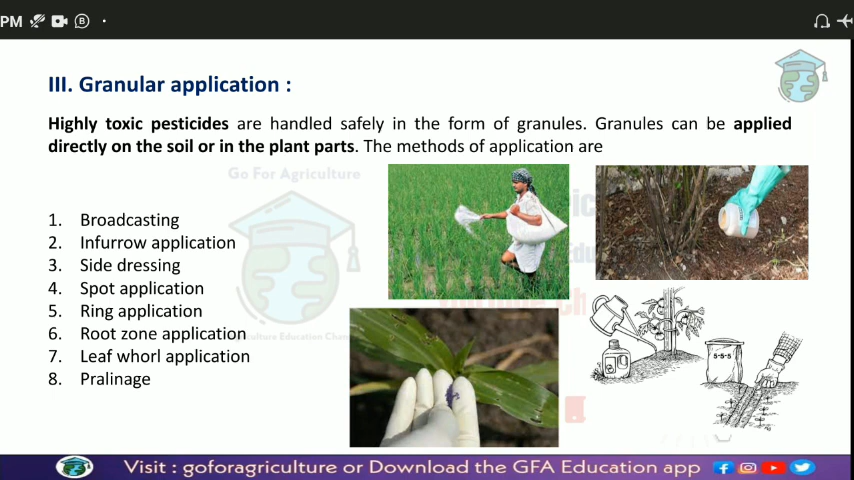 PM
III. Granular application :
Highly toxic pesticides are handled safely in the form of granules. Granules can be applied
directly on the soil or in the plant parts. The methods of application are
Go For Agriculture
1. Broadcasting
2. Infurrow application
3. Side dressing
4. Spot application
5. Ring application
6. Root zone application
7. Leaf whorl application
8. Pralinage
5-5-5
Visit : goforagriculture or Download the GFA Education app